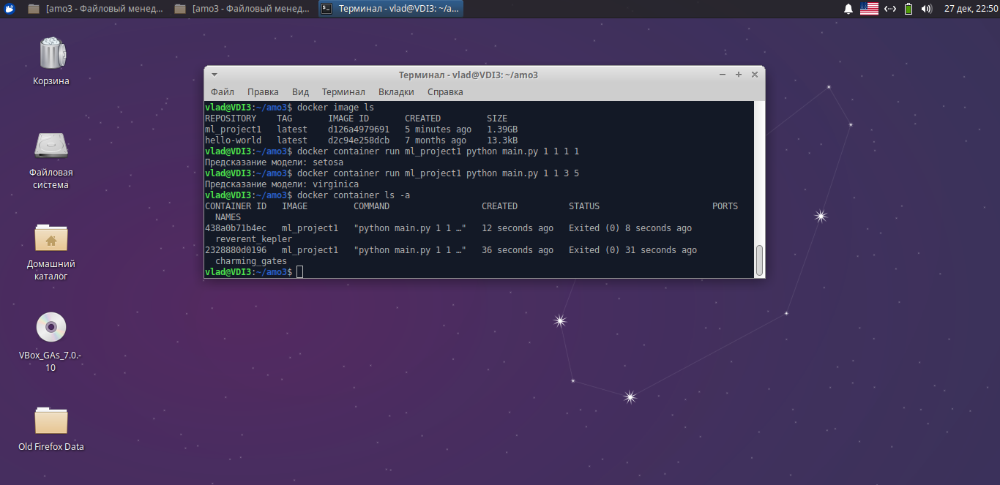 [amo3 - Файловый менед... [amo3 - Файловый менед... Терминал - vlad@VDI3: ~/a... 27 дек, 22:50
Корзина
Файловая
система
Домашний
каталог
VBox_GAs_7.0.-
10
Old Firefox Data
Терминал - vlad@VDI3: ~/amo3
Файл Правка Вид Терминал Вкладки Справка
vlad@VDI3:~/amo3$ docker image ls
REPOSITORY TAG IMAGE ID CREATED SIZE
ml_project1 latest d126a4979691 5 minutes ago 1.39GB
hello-world latest d2c94e258dcb 7 months ago 13.3kB
vlad@VDI3:~/amo3$ docker container run ml_project1 python main.py 1 1 1 1
Предсказание модели: setosa
vlad@VDI3:~/amo3$ docker container run ml_project1 python main.py 1 1 3 5
Предсказание модели: virginica
vlad@VDI3:~/amo3$ docker container ls -a
CONTAINER ID IMAGE COMMAND CREATED STATUS PORTS
NAMES
438a0b71b4ec ml_project1 "python main.py 1 1 …" 12 seconds ago Exited (0) 8 seconds ago
reverent_kepler
2328880d0196 ml_project1 "python main.py 1 1 …" 36 seconds ago Exited (0) 31 seconds ago
charming_gates
vlad@VDI3:~/amo3$